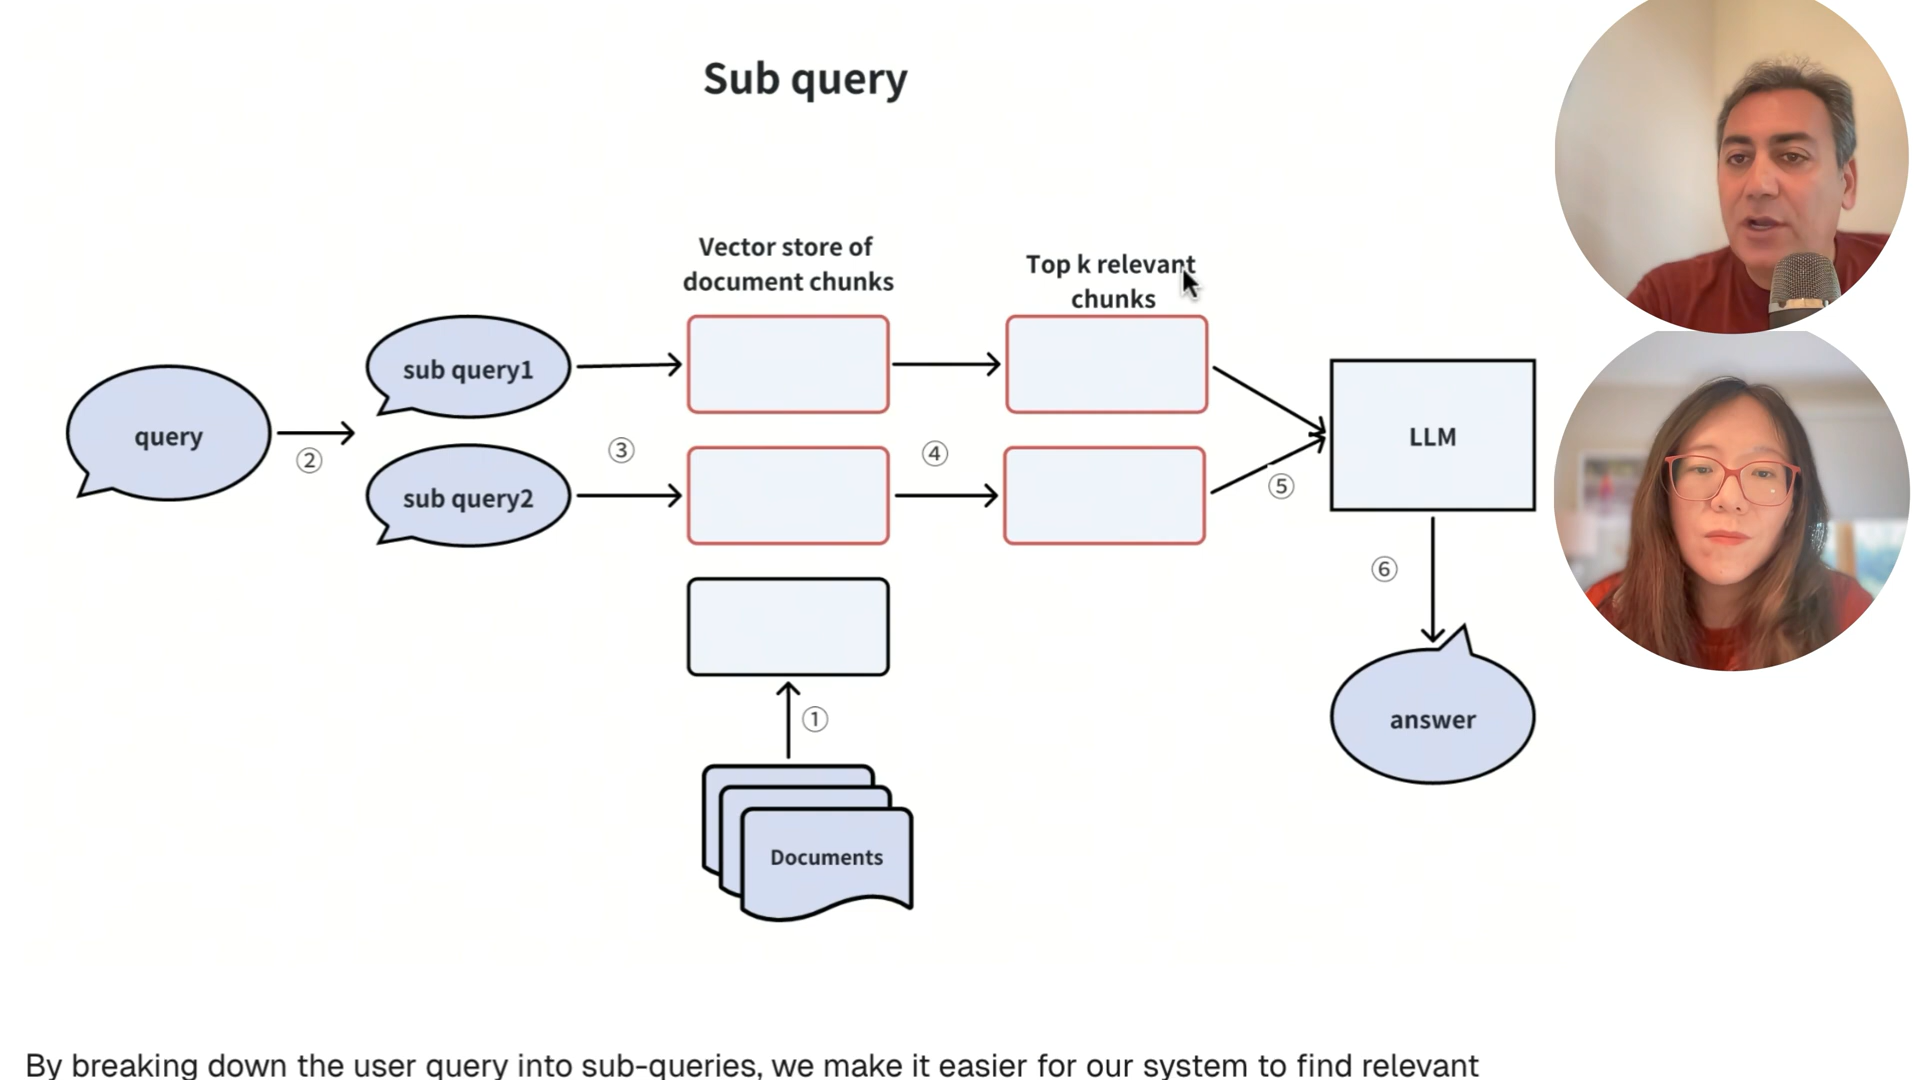 Sub query
Vector store of
document chunks
Top k relevant
chunks
query
②
sub query1
sub query2
③
④
⑤
LLM
⑥
①
answer
Documents
By breaking down the user query into sub-queries, we make it easier for our system to find relevant